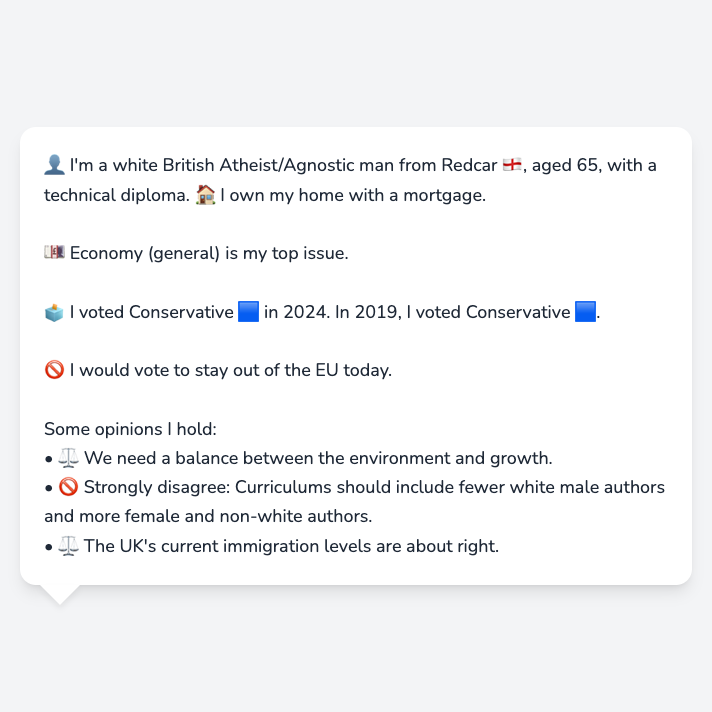 👤 I'm a white British Atheist/Agnostic man from Redcar 🏴󠁧󠁢󠁥󠁮󠁧󠁿, aged 65, with a
technical diploma. 🏠 I own my home with a mortgage.
💷 Economy (general) is my top issue.
🗳️ I voted Conservative 🟦 in 2024. In 2019, I voted Conservative 🟦.
🚫 I would vote to stay out of the EU today.
Some opinions I hold:
• ⚖️ We need a balance between the environment and growth.
• 🚫 Strongly disagree: Curriculums should include fewer white male authors
and more female and non-white authors.
• ⚖️ The UK's current immigration levels are about right.